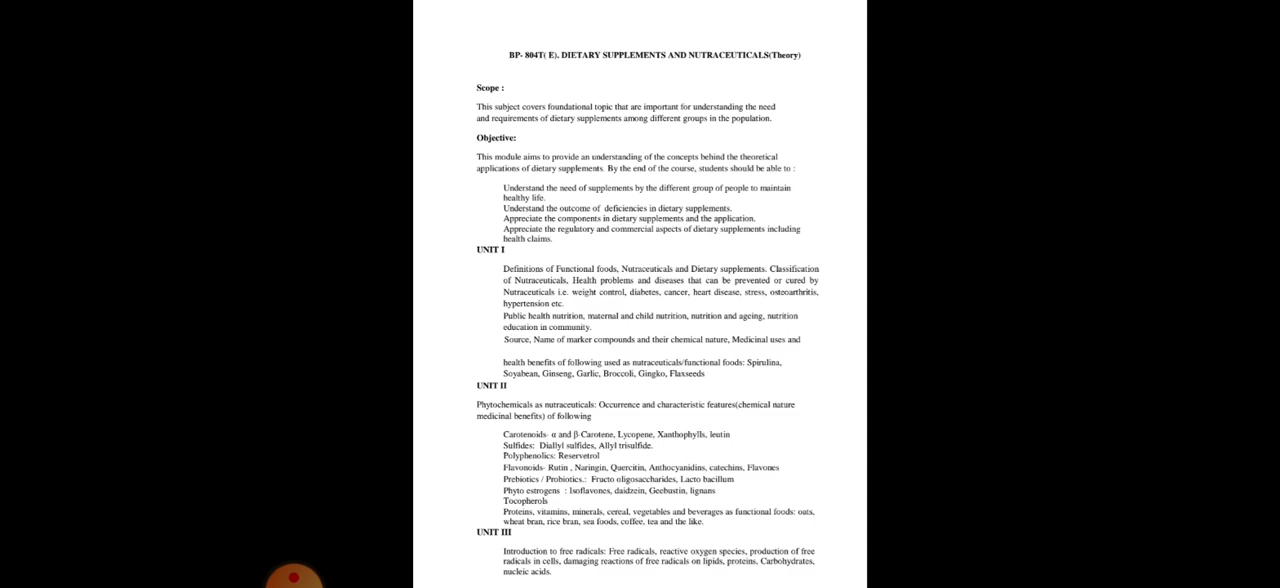 BP- 804T( E). DIETARY SUPPLEMENTS AND NUTRACEUTICALS(Theory)
Scope :
This subject covers foundational topic that are important for understanding the need
and requirements of dietary supplements among different groups in the population.
Objective:
This module aims to provide an understanding of the concepts behind the theoretical
applications of dietary supplements. By the end of the course, students should be able to :
Understand the need of supplements by the different group of people to maintain
healthy life.
Understand the outcome of deficiencies in dietary supplements.
Appreciate the components in dietary supplements and the application.
Appreciate the regulatory and commercial aspects of dietary supplements including
health claims.
UNIT I
Definitions of Functional foods, Nutraceuticals and Dietary supplements. Classification
of Nutraceuticals, Health problems and diseases that can be prevented or cured by
Nutraceuticals i.e. weight control, diabetes, cancer, heart disease, stress, osteoarthritis,
hypertension etc.
Public health nutrition, maternal and child nutrition, nutrition and ageing, nutrition
education in community.
Source, Name of marker compounds and their chemical nature, Medicinal uses and
health benefits of following used as nutraceuticals/functional foods: Spirulina,
Soyabean, Ginseng, Garlic, Broccoli, Gingko, Flaxseeds
UNIT II
Phytochemicals as nutraceuticals: Occurrence and characteristic features(chemical nature
medicinal benefits) of following
Carotenoids- α and β-Carotene, Lycopene, Xanthophylls, leutin
Sulfides: Diallyl sulfides, Allyl trisulfide.
Polyphenolics: Reservetrol
Flavonoids- Rutin , Naringin, Quercitin, Anthocyanidins, catechins, Flavones
Prebiotics / Probiotics.: Fructo oligosaccharides, Lacto bacillum
Phyto estrogens : Isoflavones, daidzein, Geebustin, lignans
Tocopherols
Proteins, vitamins, minerals, cereal, vegetables and beverages as functional foods: oats,
wheat bran, rice bran, sea foods, coffee, tea and the like.
UNIT III
Introduction to free radicals: Free radicals, reactive oxygen species, production of free
radicals in cells, damaging reactions of free radicals on lipids, proteins, Carbohydrates,
nucleic acids.